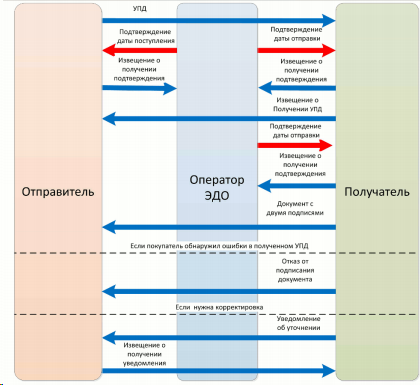 УПД
Подтверждение
даты поступления
Подтверждение
даты отправки
Извещение о
получении
подтверждения
Извещение о
получении
подтверждения
Извещение о
Получении УПД
Подтверждение
даты отправки
Извещение о
получении
подтверждения
Отправитель
Оператор
ЭДО
Получатель
Документ с
двумя подписями
Если покупатель обнаружил ошибки в полученном УПД
Отказ от
подписания
документа
Если нужна корректировка
Уведомление
об уточнении
Извещение о
получении
уведомления